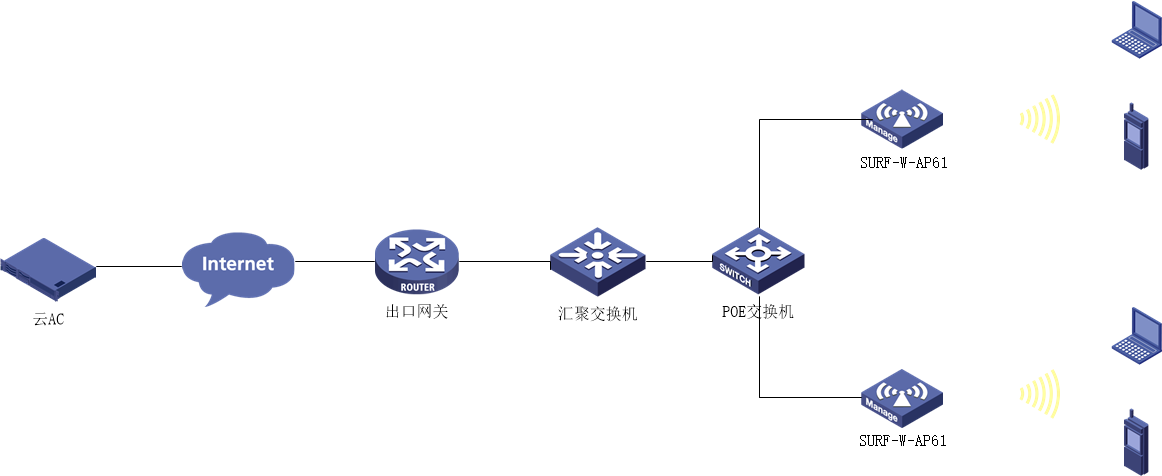 Manage
SURF-W-AP61
Internet
ROUTER
SWITCH
云AC
出口网关
汇聚交换机
POE交换机
Manage
SURF-W-AP61